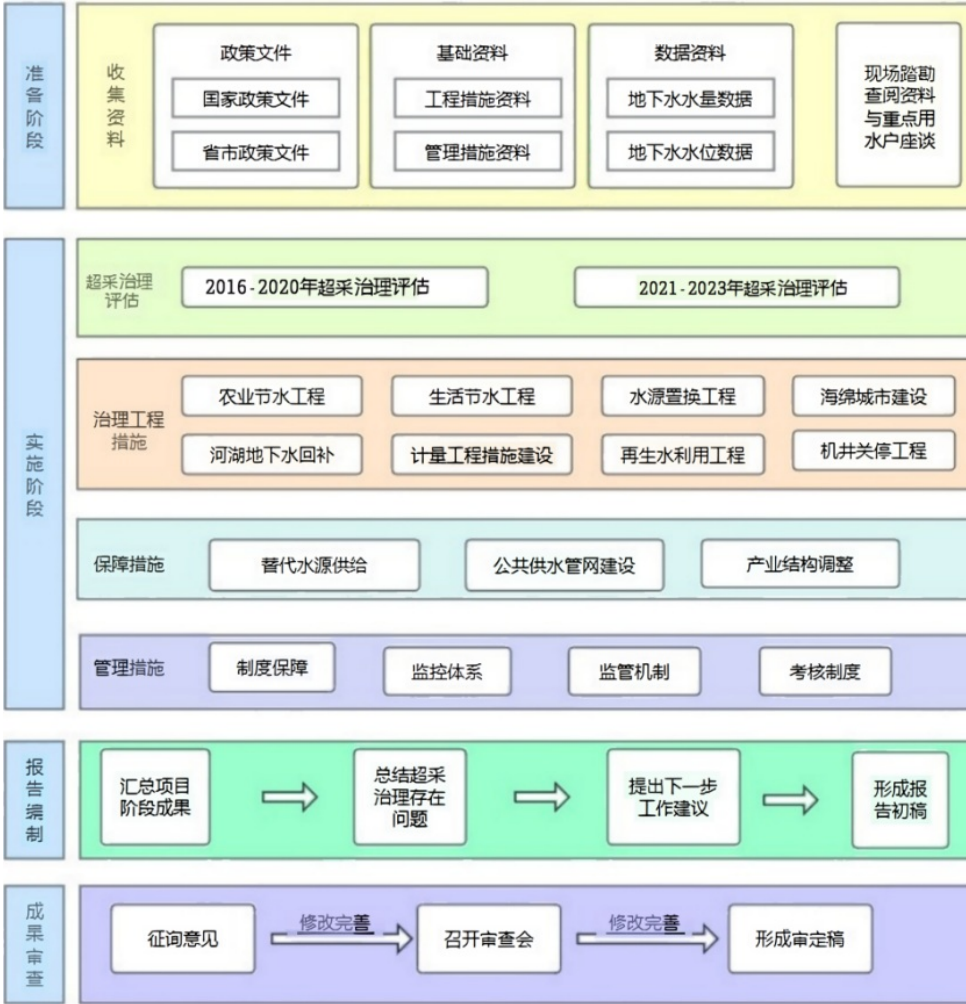 准备阶段
收集资料
政策文件
国家政策文件
省市政策文件
基础资料
工程措施资料
管理措施资料
数据资料
地下水水量数据
地下水水位数据
现场踏勘
查阅资料
与重点用
水户座谈
实施阶段
超采治理
评估
2016-2020年超采治理评估
2021-2023年超采治理评估
治理工程
措施
农业节水工程
生活节水工程
水源置换工程
海绵城市建设
河湖地下水回补
计量工程措施建设
再生水利用工程
机井关停工程
保障措施
替代水源供给
公共供水管网建设
产业结构调整
管理措施
制度保障
监控体系
监管机制
考核制度
报告编制
汇总项目
阶段成果
总结超采
治理存在
问题
提出下一步
工作建议
形成报
告初稿
成果审查
征询意见
修改完善
召开审查会
修改完善
形成审定稿